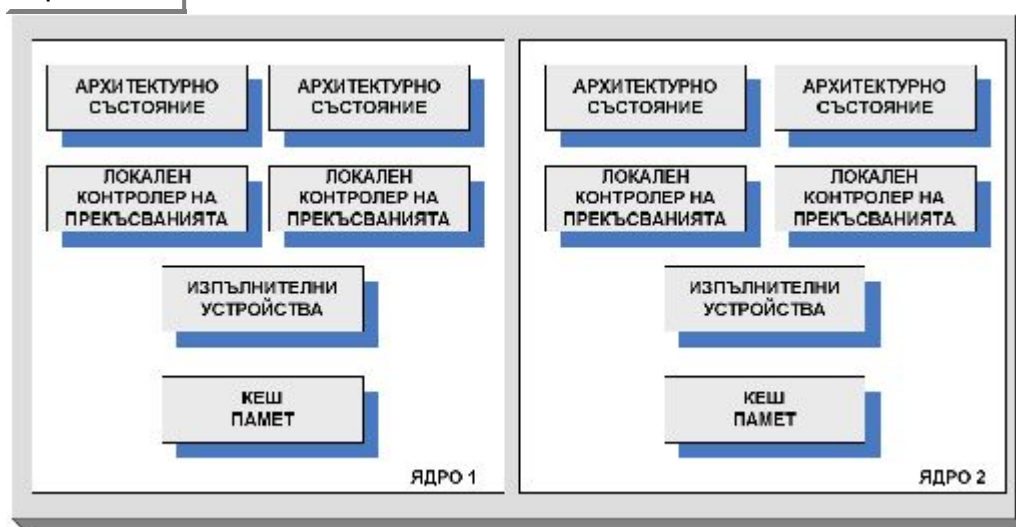 АРХИТЕКТУРНО
СЪСТОЯНИЕ
АРХИТЕКТУРНО
СЪСТОЯНИЕ
ЛОКАЛЕН
КОНТРОЛЕР НА
ПРЕКЪСВАНИЯТА
ЛОКАЛЕН
КОНТРОЛЕР НА
ПРЕКЪСВАНИЯТА
ИЗПЪЛНИТЕЛНИ
УСТРОЙСТВА
КЕШ
ПАМЕТ
ЯДРО 1
АРХИТЕКТУРНО
СЪСТОЯНИЕ
АРХИТЕКТУРНО
СЪСТОЯНИЕ
ЛОКАЛЕН
КОНТРОЛЕР НА
ПРЕКЪСВАНИЯТА
ЛОКАЛЕН
КОНТРОЛЕР НА
ПРЕКЪСВАНИЯТА
ИЗПЪЛНИТЕЛНИ
УСТРОЙСТВА
КЕШ
ПАМЕТ
ЯДРО 2